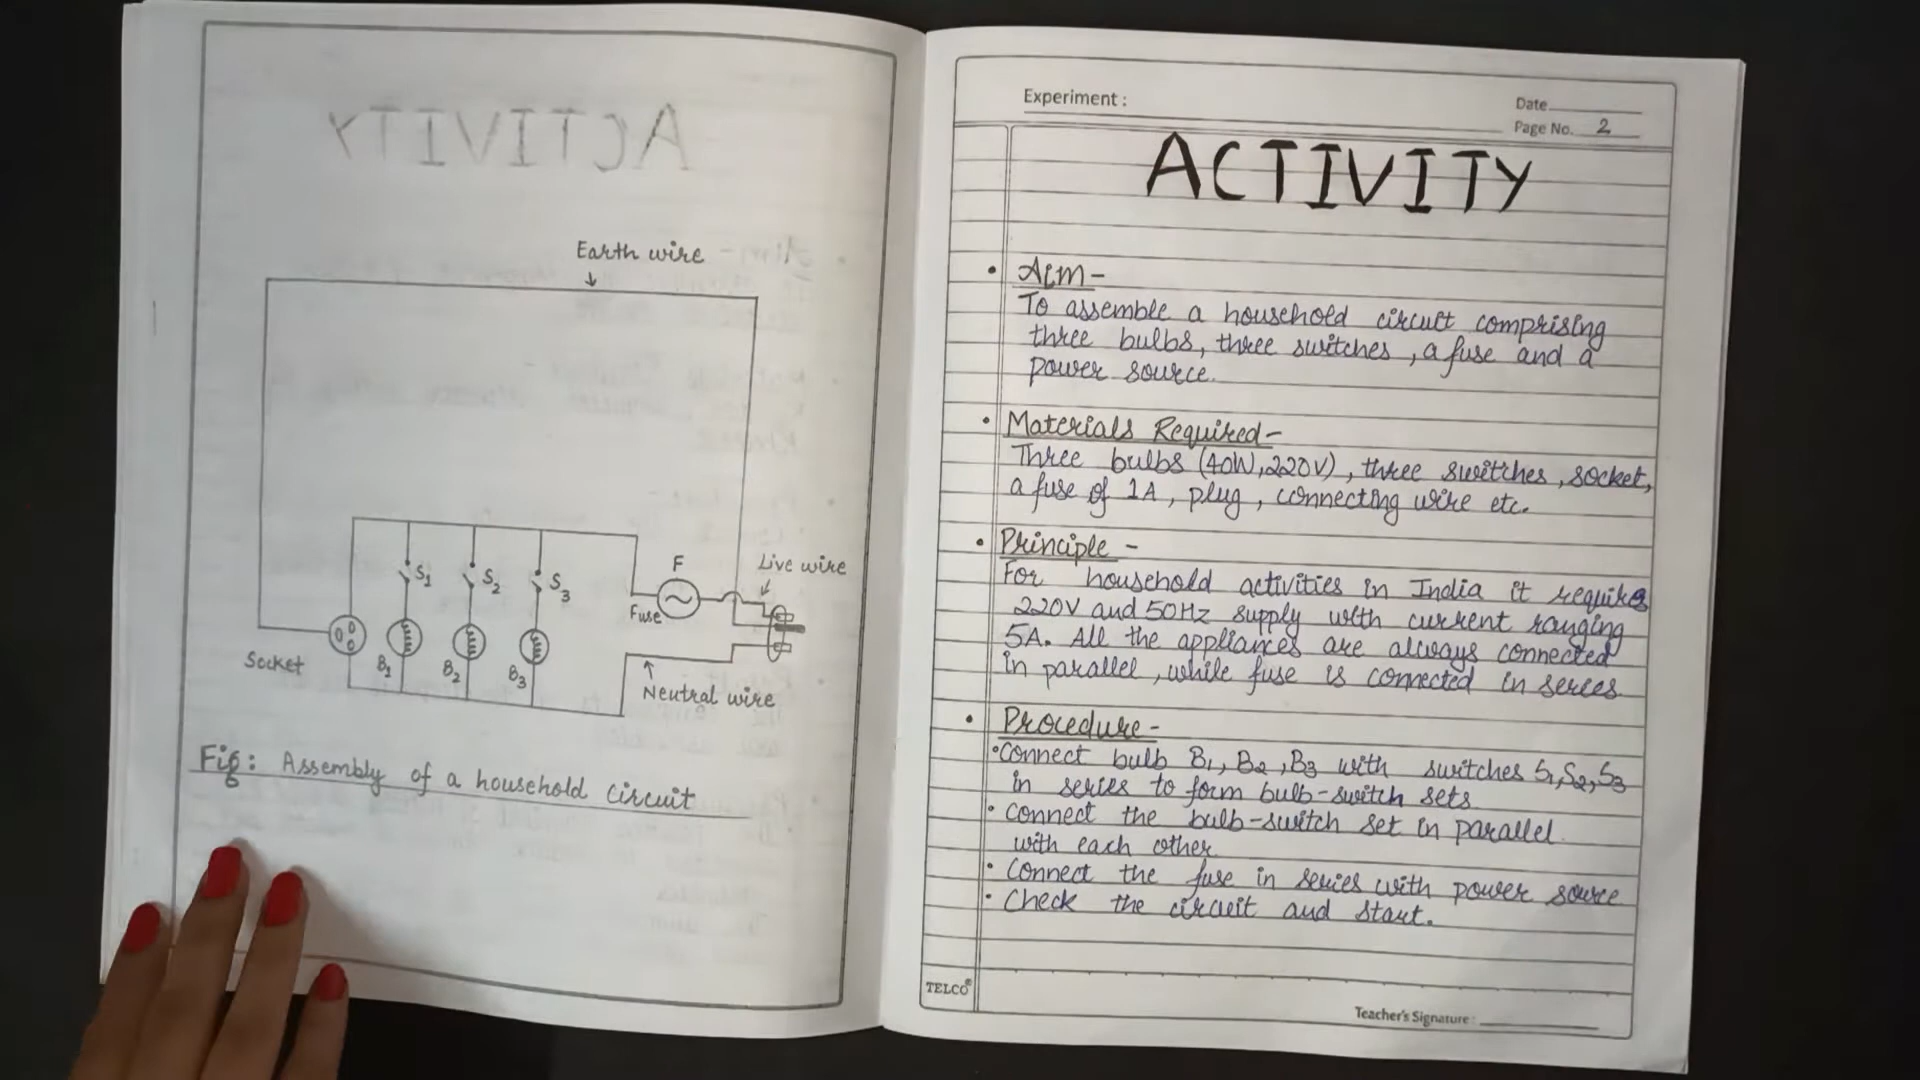 ACTIVITY
Earth wire
S1
S2
S3
F
Live wire
Fuse
Socket
B1
B2
B3
Neutral wire
Fig: Assembly of a household circuit
Experiment :
Date
Page No. 2
ACTIVITY
• Aim-
To assemble a household circuit comprising
three bulbs, three switches, a fuse and a
power source.
• Materials Required-
Three bulbs (40W,220V), three switches, socket,
a fuse of 1A, plug, connecting wire etc.
• Principle -
For household activities in India it requires
220V and 50Hz supply with current ranging
5A. All the appliances are always connected
in parallel, while fuse is connected in series
• Procedure-
• Connect bulb B1, B2, B3 with switches S1, S2, S3
in series to form bulb-switch sets
• Connect the bulb-switch set in parallel
with each other.
• Connect the fuse in series with power source
• Check the circuit and start.
TELCO®
Teacher's Signature :